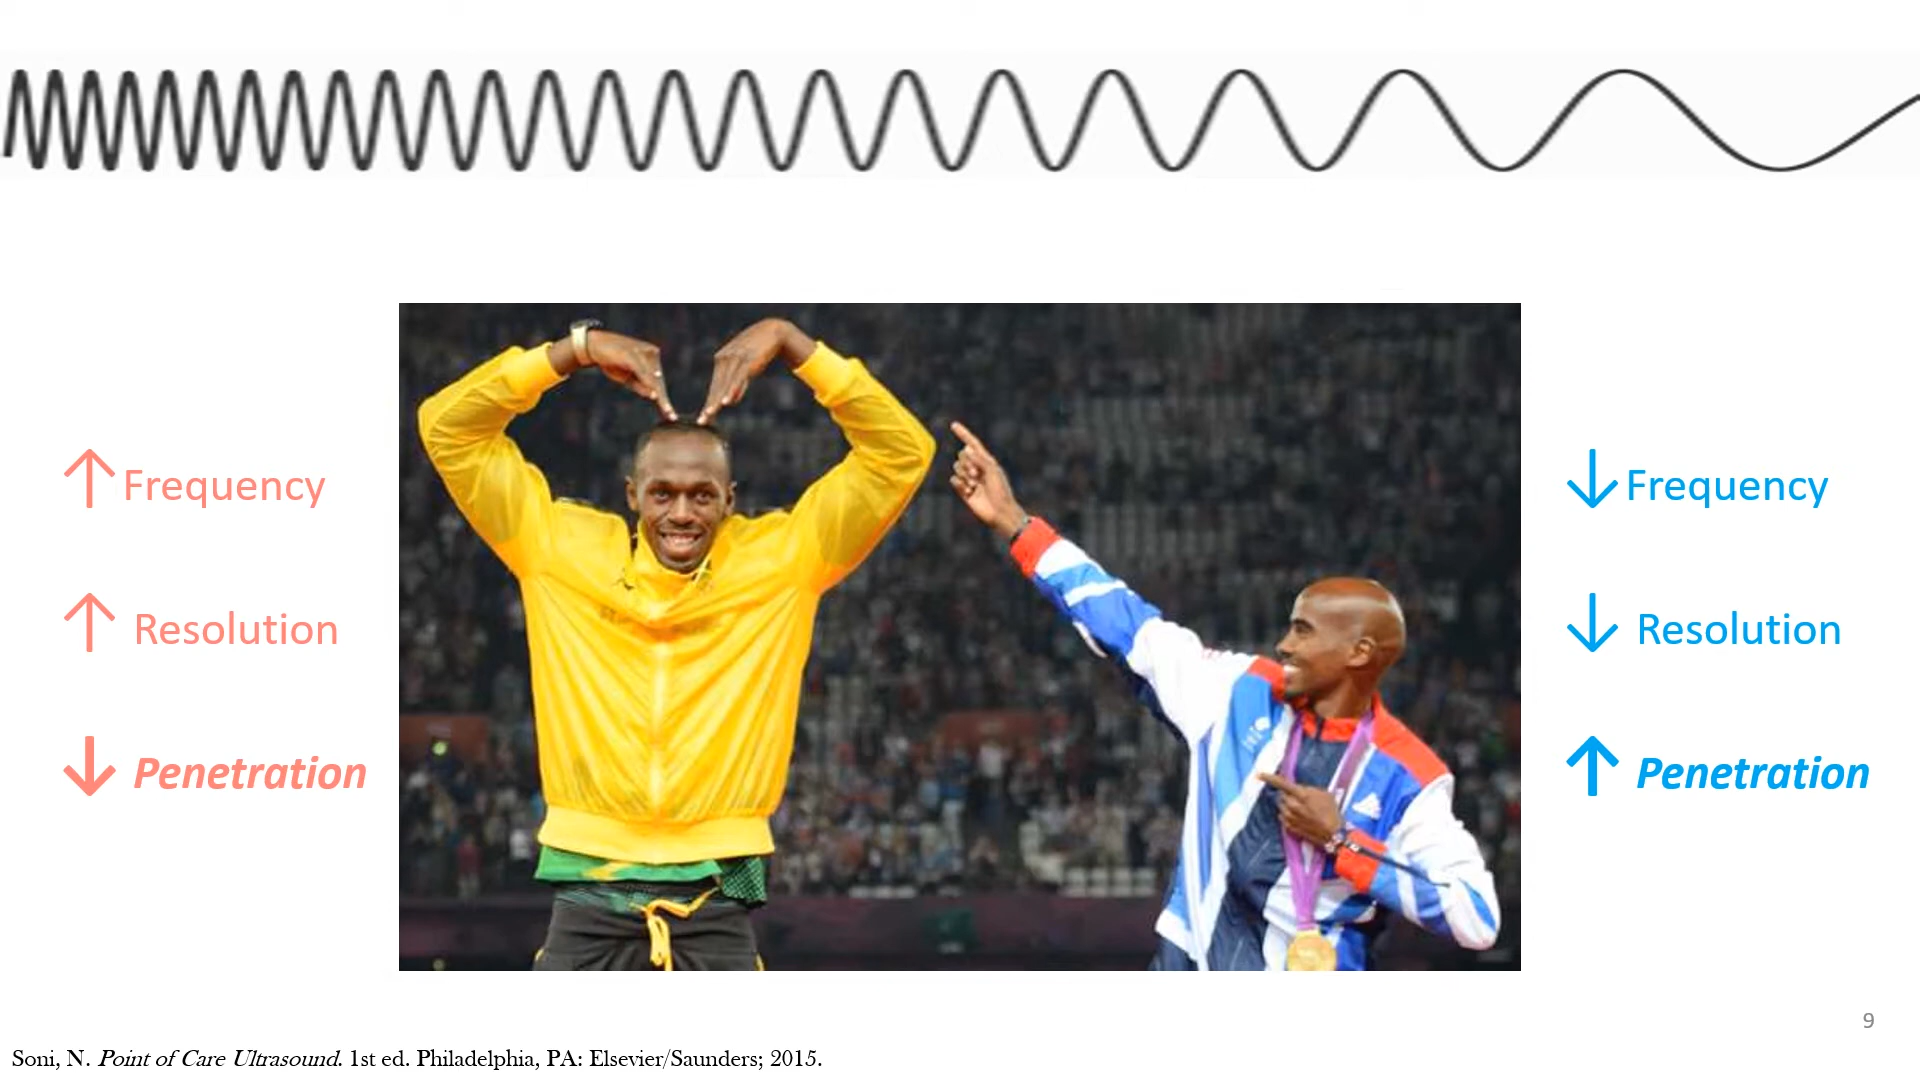 ↑ Frequency
↑ Resolution
↓ Penetration
↓ Frequency
↓ Resolution
↑ Penetration
9
Soni, N. Point of Care Ultrasound. 1st ed. Philadelphia, PA: Elsevier/Saunders; 2015.